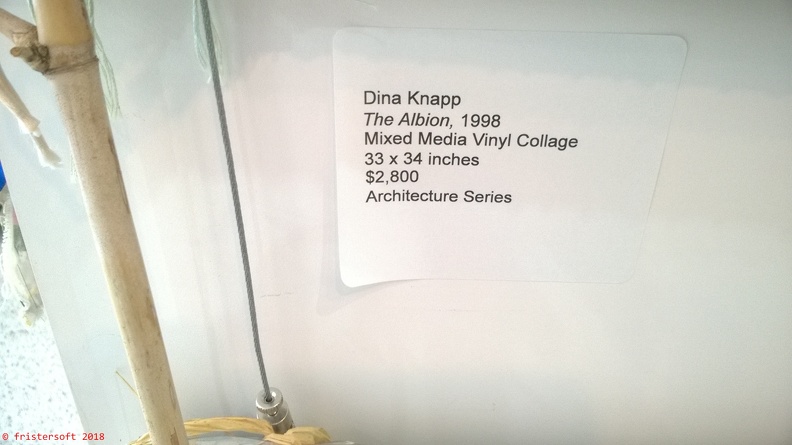 Dina Knapp
The Albion, 1998
Mixed Media Vinyl Collage
33 x 34 inches
$2,800
Architecture Series
© fristersoft 2018